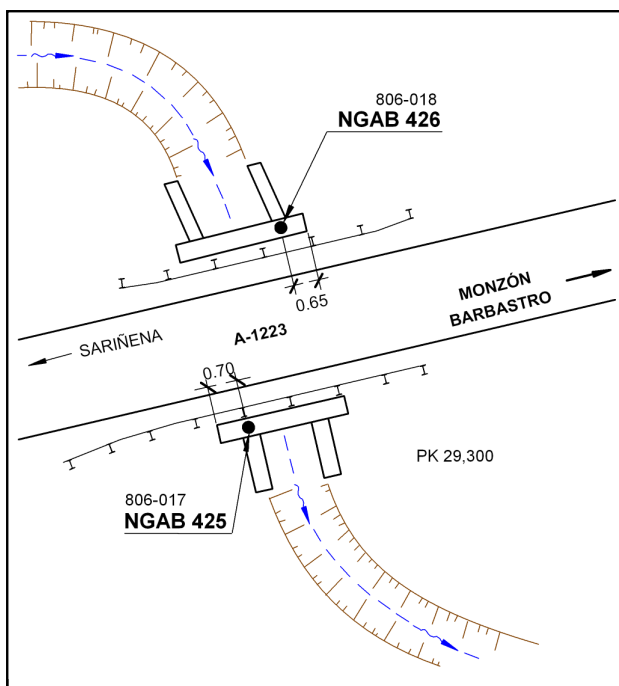 806-018
NGAB 426
0.65
MONZÓN
BARBASTRO
SARIÑENA
A-1223
0.70
PK 29,300
806-017
NGAB 425